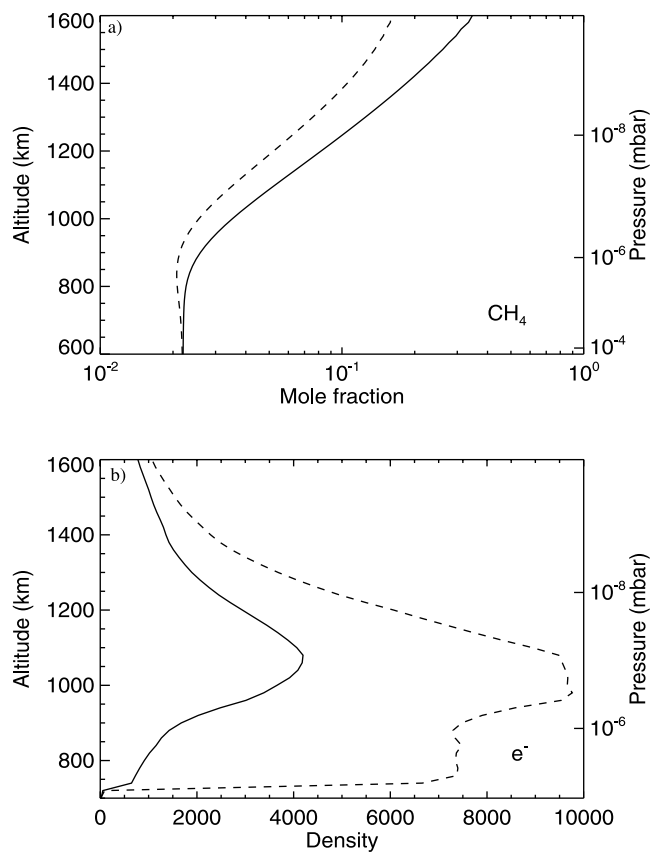 a)
1600
1400
1200
1000
800
600
Altitude (km)
10⁻⁸
10⁻⁶
10⁻⁴
Pressure (mbar)
CH₄
10⁻²
10⁻¹
10⁰
Mole fraction
b)
1600
1400
1200
1000
800
Altitude (km)
10⁻⁸
10⁻⁶
Pressure (mbar)
e⁻
0
2000
4000
6000
8000
10000
Density